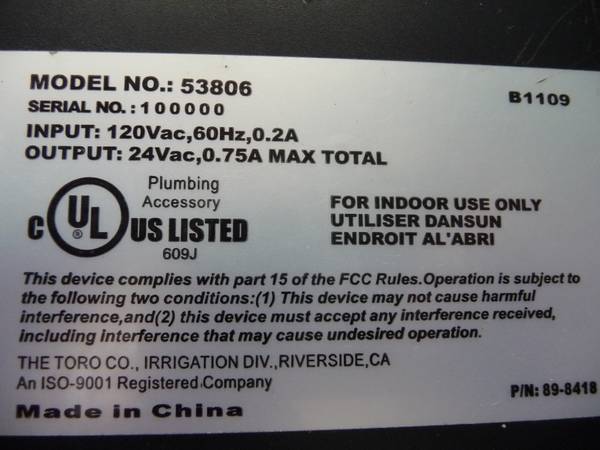 MODEL NO.: 53806
B1109
SERIAL NO.: 100000
INPUT: 120Vac,60Hz,0.2A
OUTPUT: 24Vac,0.75A MAX TOTAL
Plumbing
Accessory
C UL US LISTED
609J
FOR INDOOR USE ONLY
UTILISER DANSUN
ENDROIT AL'ABRI
This device complies with part 15 of the FCC Rules.Operation is subject to
the following two conditions:(1) This device may not cause harmful
interference,and(2) this device must accept any interference received,
including interference that may cause undesired operation.
THE TORO CO., IRRIGATION DIV.,RIVERSIDE,CA
An ISO-9001 Registered Company
P/N: 89-8418
Made in China